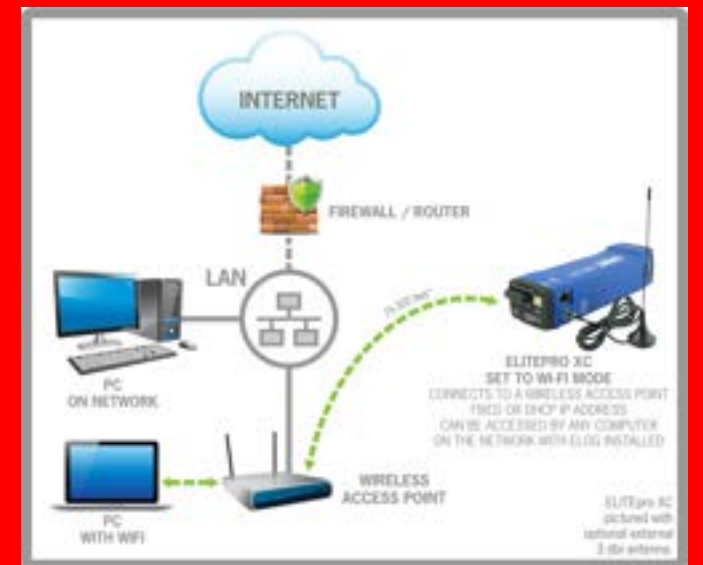 INTERNET
FIREWALL / ROUTER
LAN
PC
ON NETWORK
ELITEPRO XC
SET TO WI-FI MODE
CONNECTS TO A WIRELESS ACCESS POINT
FIXED OR DHCP IP ADDRESS
CAN BE ACCESSED BY ANY COMPUTER
ON THE NETWORK WITH ELOG INSTALLED
WIRELESS
ACCESS POINT
PC
WITH WIFI
ELITEpro XC
pictured with
optional external
3 dbi antenna.